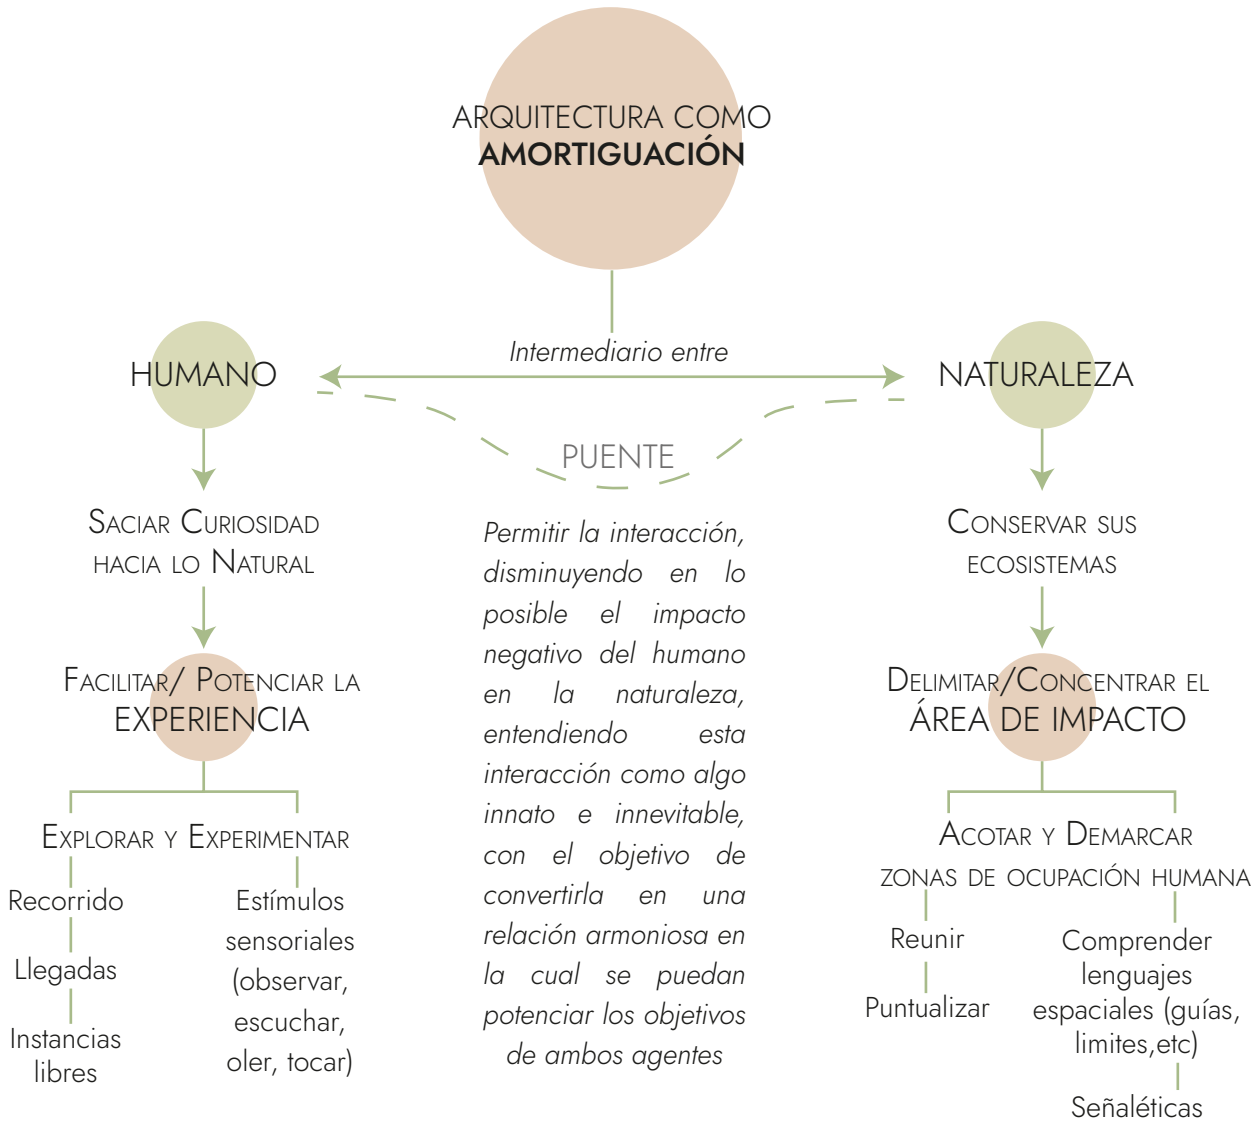 ARQUITECTURA COMO
AMORTIGUACIÓN
Intermediario entre
HUMANO
NATURALEZA
PUENTE
SACIAR CURIOSIDAD
HACIA LO NATURAL
FACILITAR/ POTENCIAR LA
EXPERIENCIA
EXPLORAR Y EXPERIMENTAR
Recorrido
Llegadas
Instancias
libres
Estímulos
sensoriales
(observar,
escuchar,
oler, tocar)
Permitir la interacción,
disminuyendo en lo
posible el impacto
negativo del humano
en la naturaleza,
entendiendo esta
interacción como algo
innato e innevitable,
con el objetivo de
convertirla en una
relación armoniosa en
la cual se puedan
potenciar los objetivos
de ambos agentes
CONSERVAR SUS
ECOSISTEMAS
DELIMITAR/CONCENTRAR EL
ÁREA DE IMPACTO
ACOTAR Y DEMARCAR
ZONAS DE OCUPACIÓN HUMANA
Reunir
Puntualizar
Comprender
lenguajes
espaciales (guías,
limites,etc)
Señaléticas